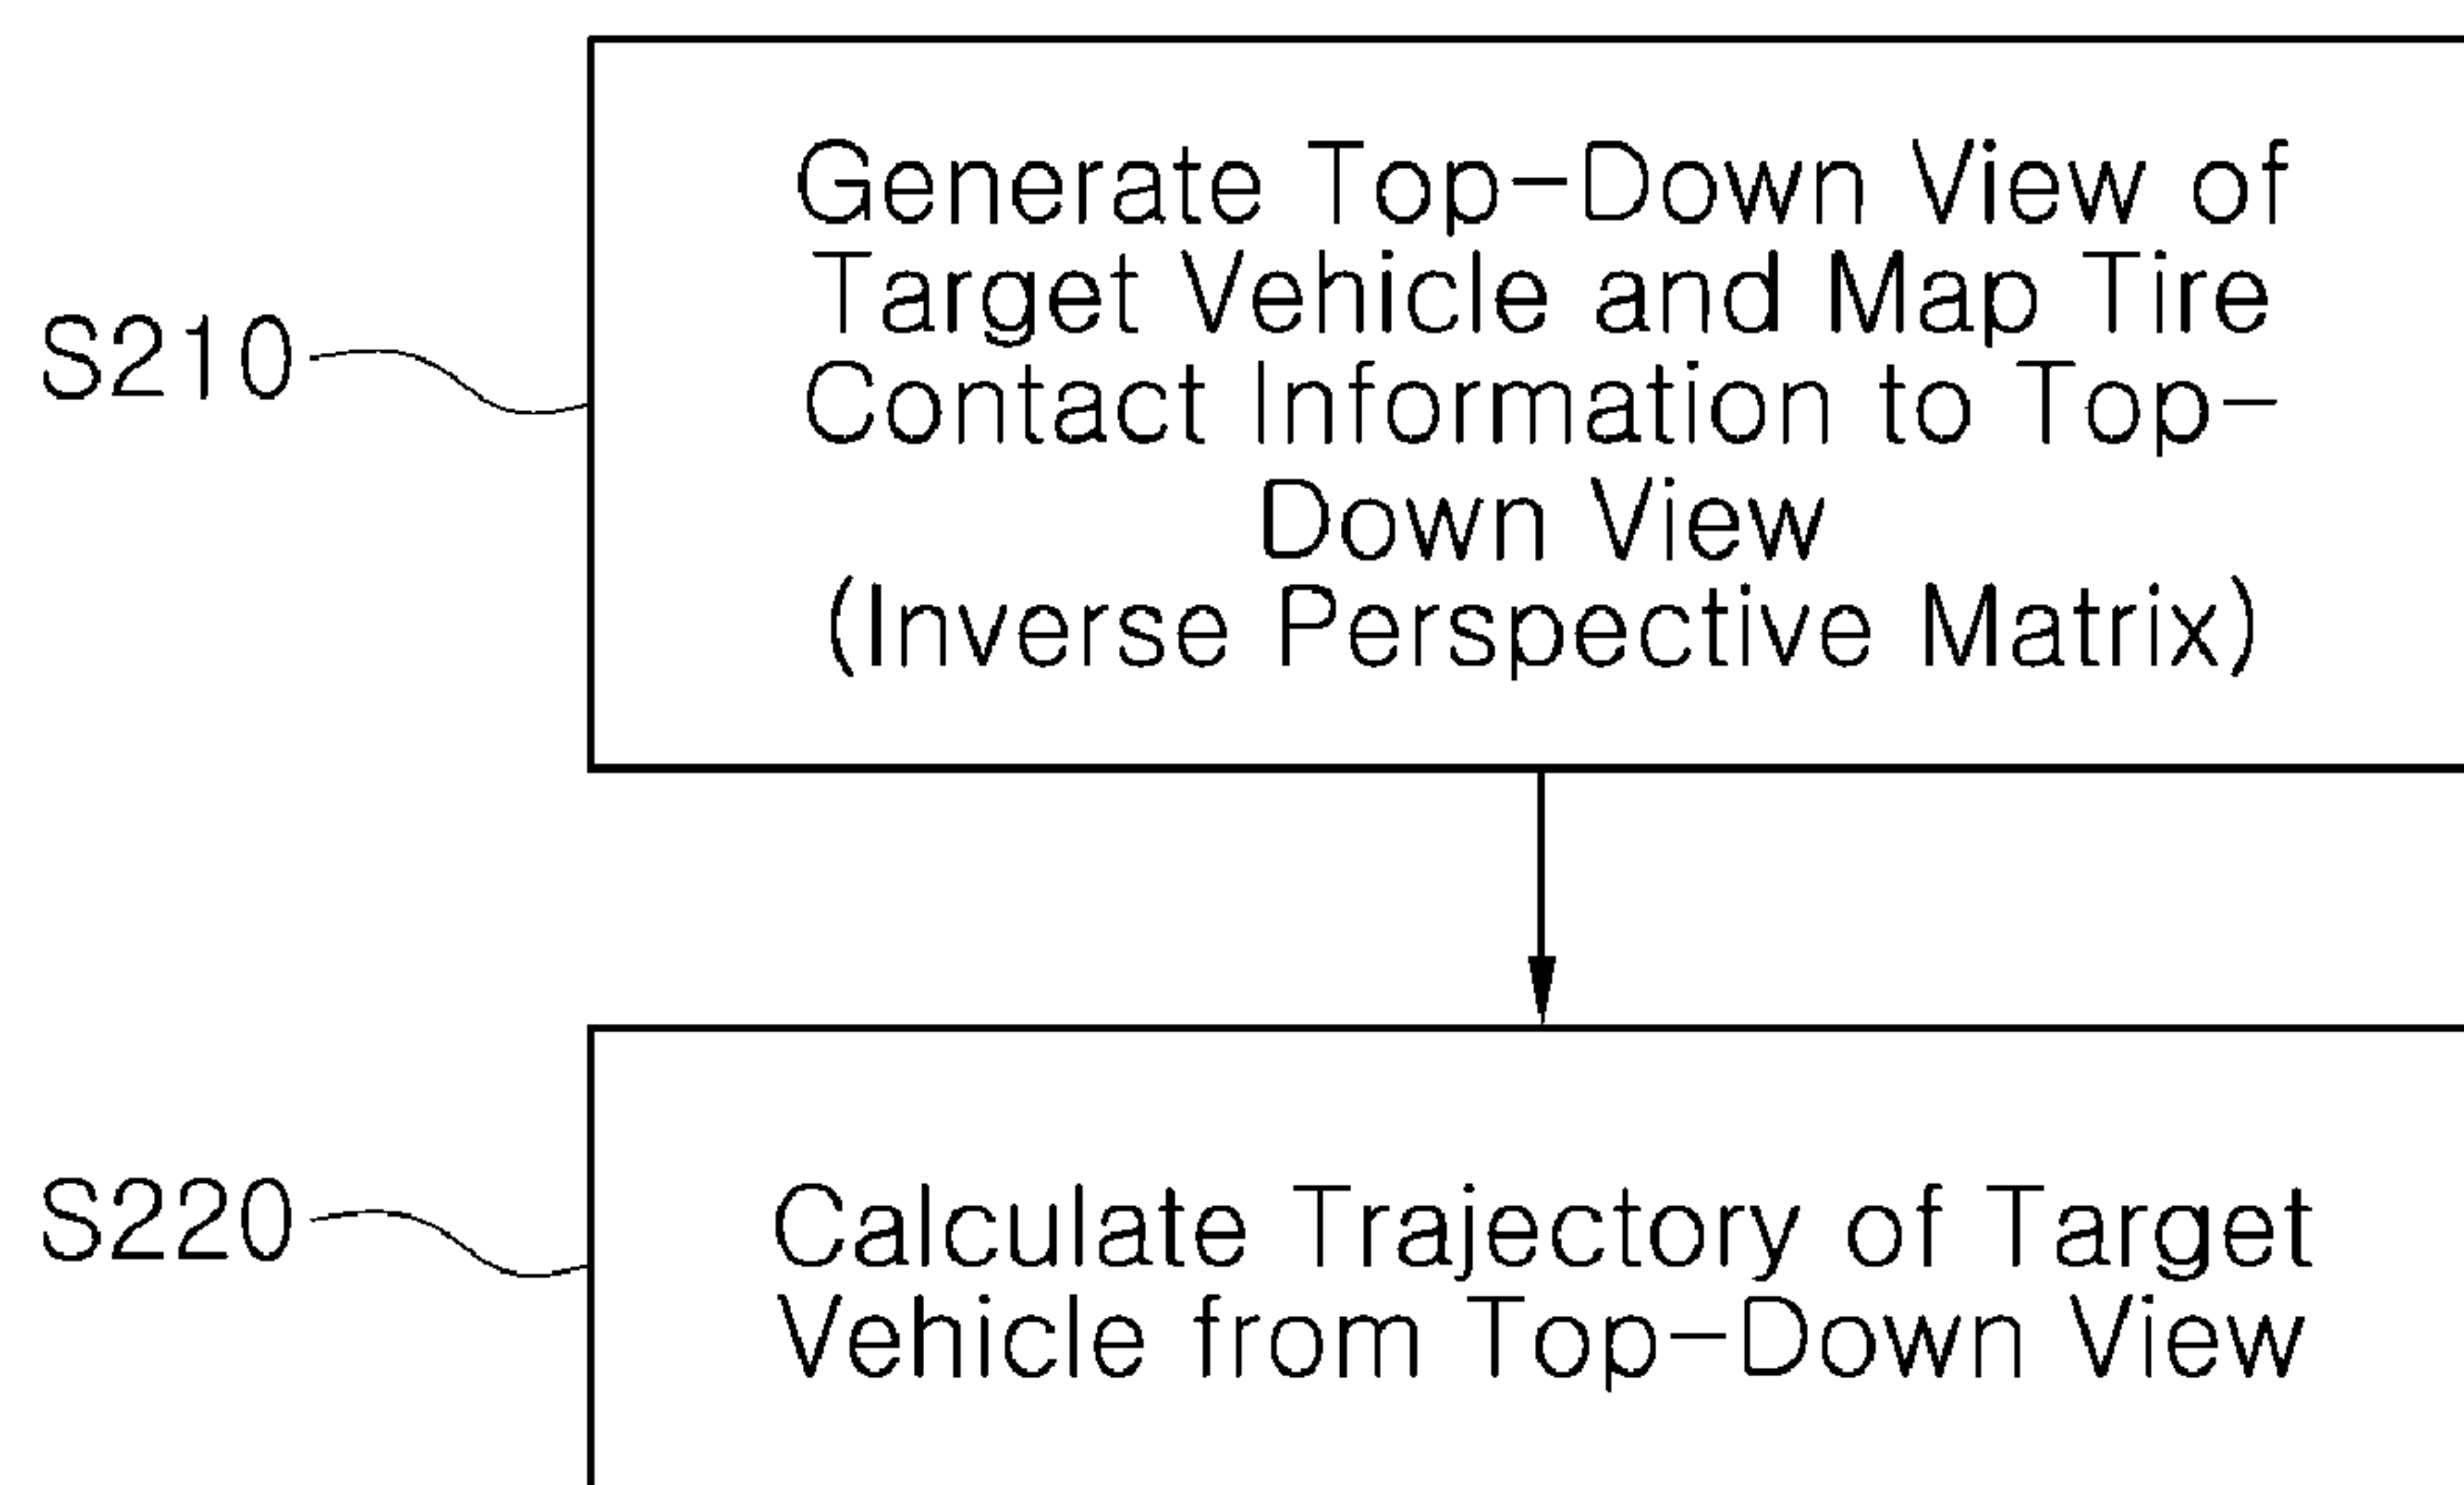 Generate Top-Down View of
Target Vehicle and Map Tire
S210
Contact Information to Top-
Down View
(Inverse Perspective Matrix)
S220
Calculate Trajectory of Target
Vehicle from Top-Down View